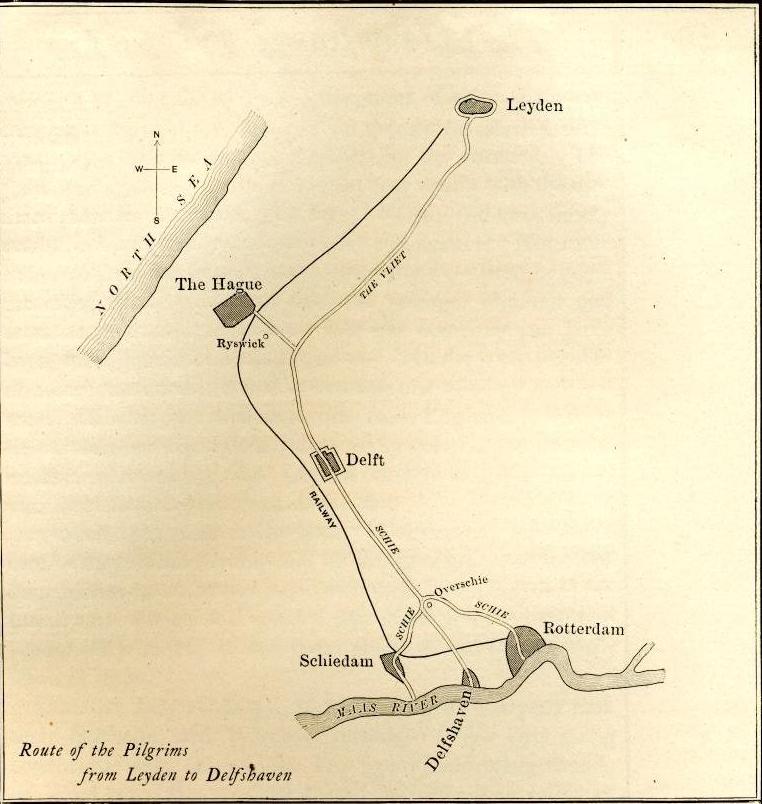 Leyden
N
W E
S
NORTH SEA
THE VLIET
The Hague
Ryswick
Delft
RAILWAY
SCHIE
Overschie
SCHIE
SCHIE
Rotterdam
Schiedam
MAAS RIVER
Delfshaven
Route of the Pilgrims
from Leyden to Delfshaven